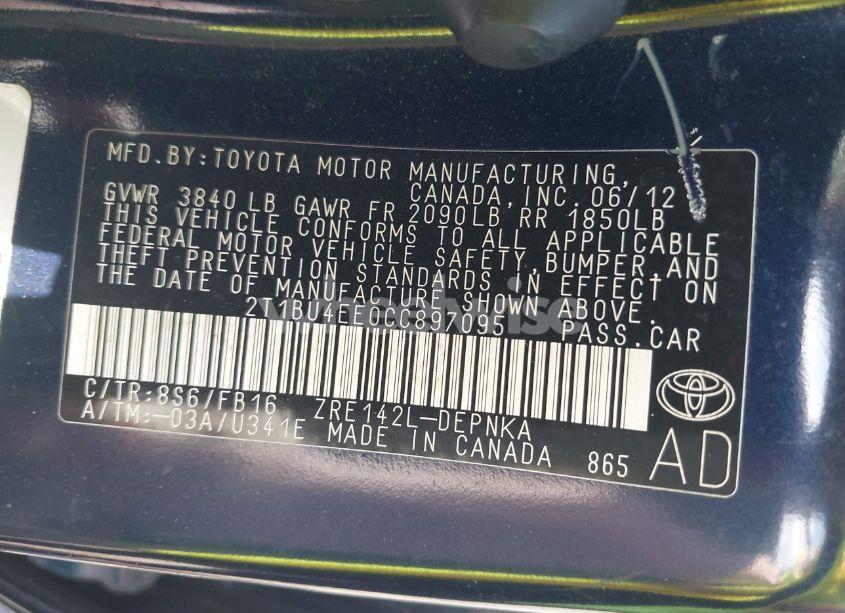 MFD.BY:TOYOTA MOTOR MANUFACTURING,
CANADA,INC. 06/12
GVWR 3840 LB GAWR FR 2090LB, RR 1850LB
THIS VEHICLE CONFORMS TO ALL APPLICABLE
FEDERAL MOTOR VEHICLE SAFETY,BUMPER,AND
THEFT PREVENTION STANDARDS IN EFFECT ON
THE DATE OF MANUFACTURE SHOWN ABOVE.
PASS.CAR
C/TR:8S6/FB16 ZRE142L-DEPNKA
A/TM:-03A/U341E MADE IN CANADA 865
AD